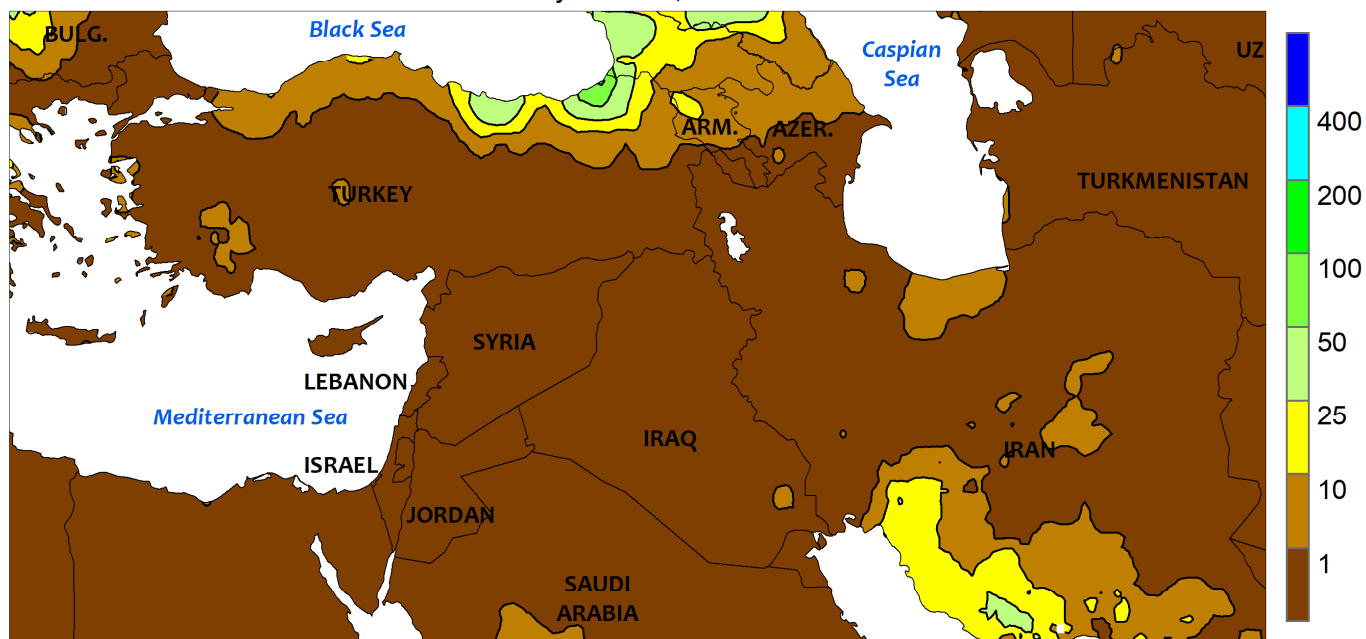 BULG.
Black Sea
Caspian
Sea
UZ
ARM.
AZER.
TURKEY
TURKMENISTAN
SYRIA
LEBANON
Mediterranean Sea
ISRAEL
IRAQ
IRAN
JORDAN
SAUDI
ARABIA
400
200
100
50
25
10
1